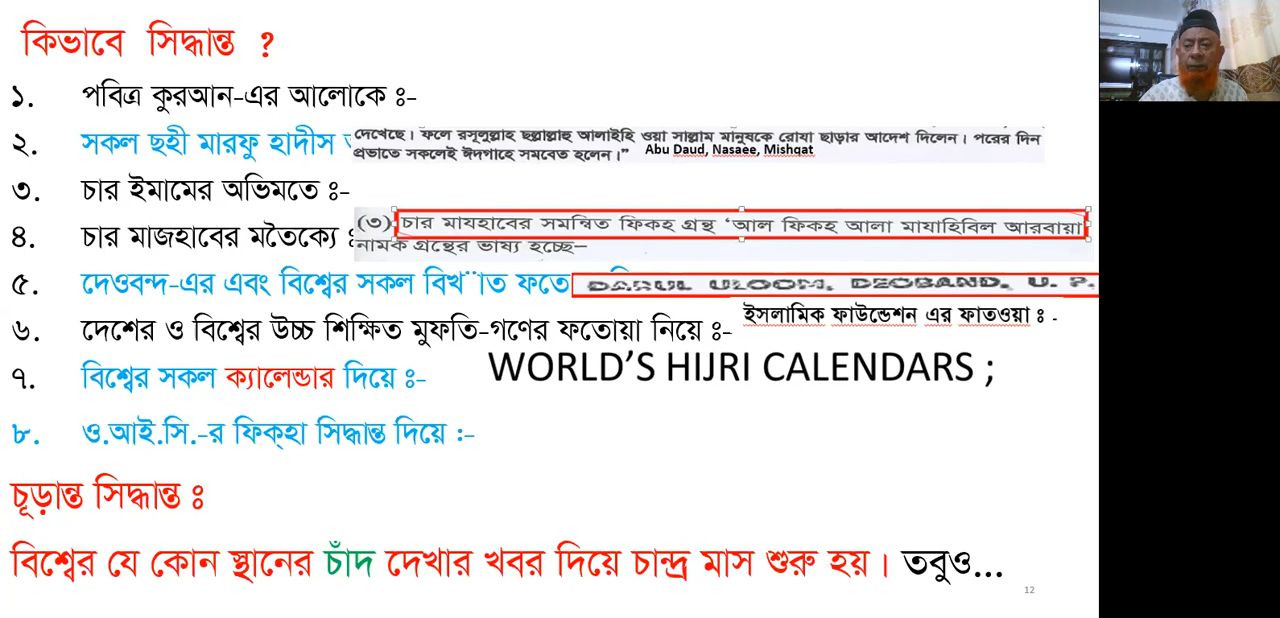 কিভাবে সিদ্ধান্ত ?
১. পবিত্র কুরআন-এর আলোকে ঃ-
২. সকল ছহী মারফু হাদীস
দেখেছে। ফলে রসূলুল্লাহ ছল্লাল্লাহু আলাইহি ওয়া সাল্লাম মানুষকে রোযা ছাড়ার আদেশ দিলেন। পরের দিন
প্রভাতে সকলেই ঈদগাহে সমবেত হলেন।” Abu Daud, Nasaee, Mishqat
৩. চার ইমামের অভিমতে ঃ-
(৩) চার মাযহাবের সমন্বিত ফিকহ গ্রন্থ ‘আল ফিকহ আলা মাযাহিবিল আরবায়া
নামক গ্রন্থের ভাষ্য হচ্ছে–
৪. চার মাজহাবের মতৈক্যে ঃ
৫. দেওবন্দ-এর এবং বিশ্বের সকল বিখ্যাত ফতো
DARUL ULOOM, DEOBAND, U. P.
ইসলামিক ফাউন্ডেশন এর ফাতওয়া ঃ -
৬. দেশের ও বিশ্বের উচ্চ শিক্ষিত মুফতি-গণের ফতোয়া নিয়ে ঃ-
৭. বিশ্বের সকল ক্যালেন্ডার দিয়ে ঃ-
WORLD’S HIJRI CALENDARS ;
৮. ও.আই.সি.-র ফিক্হা সিদ্ধান্ত দিয়ে :-
চূড়ান্ত সিদ্ধান্ত ঃ
বিশ্বের যে কোন স্থানের চাঁদ দেখার খবর দিয়ে চান্দ্র মাস শুরু হয়। তবুও...
12